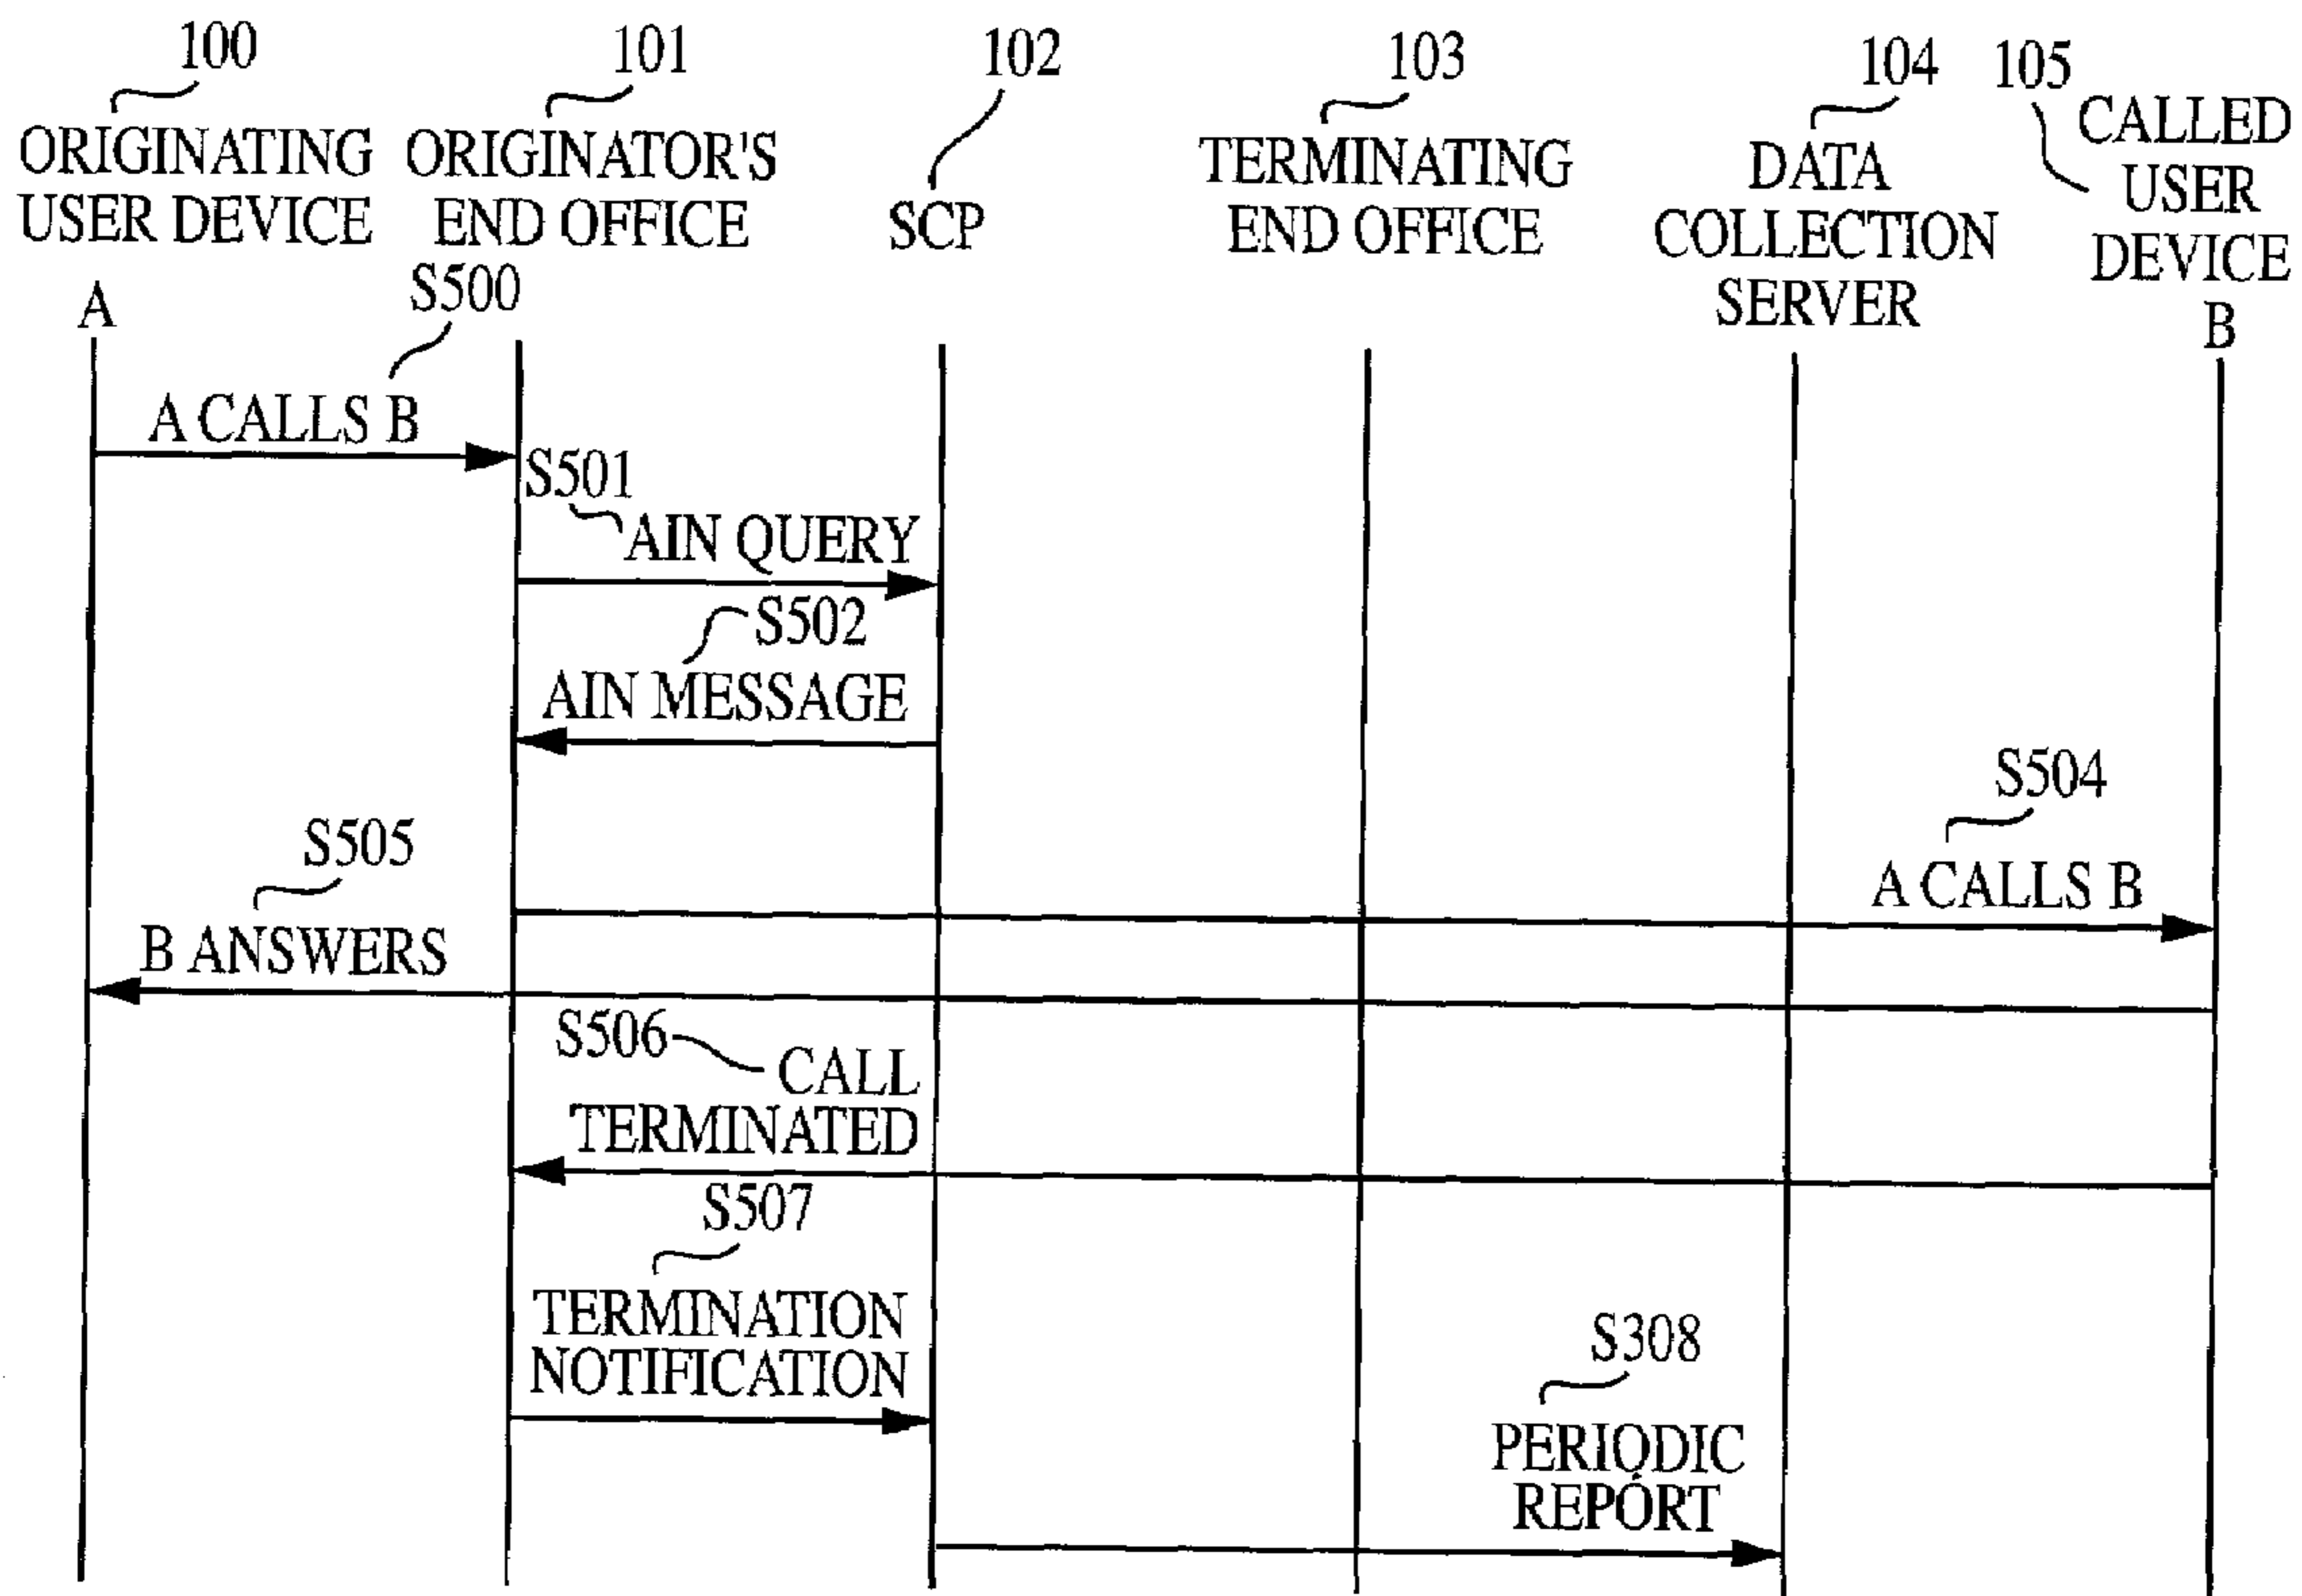 100
101
102
103
104
105
ORIGINATING
USER DEVICE
A
ORIGINATOR'S
END OFFICE
SCP
TERMINATING
END OFFICE
DATA
COLLECTION
SERVER
CALLED
USER
DEVICE
B
S500
A CALLS B
S501
AIN QUERY
S502
AIN MESSAGE
S504
A CALLS B
S505
B ANSWERS
S506
CALL
TERMINATED
S507
TERMINATION
NOTIFICATION
S308
PERIODIC
REPORT